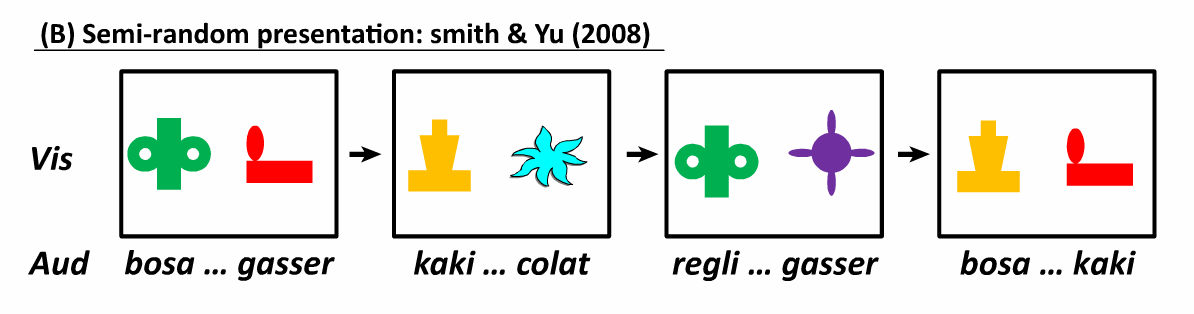 (B) Semi-random presentation: smith & Yu (2008)
Vis
Aud bosa ... gasser kaki ... colat regli ... gasser bosa ... kaki